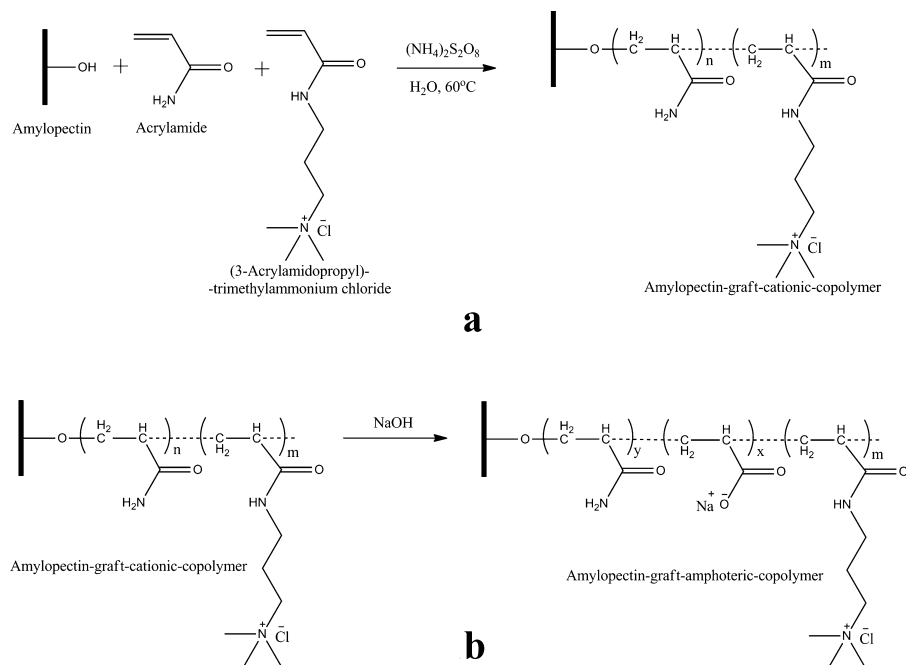 OH
+
H₂N
O
+
O
HN
N
+
Cl
−
Amylopectin
Acrylamide
(3-Acrylamidopropyl)-
-trimethylammonium chloride
(NH₄)₂S₂O₈
H₂O, 60°C
O
H₂
C
H
C
n
C
H₂
H
C
m
O
H₂N
O
HN
N
+
Cl
−
Amylopectin-graft-cationic-copolymer
a
O
H₂
C
H
C
n
C
H₂
H
C
m
O
H₂N
O
HN
N
+
Cl
−
Amylopectin-graft-cationic-copolymer
NaOH
O
H₂
C
H
C
y
C
H₂
H
C
x
C
H₂
H
C
m
O
H₂N
O
Na
+
O
−
O
HN
N
+
Cl
−
Amylopectin-graft-amphoteric-copolymer
b